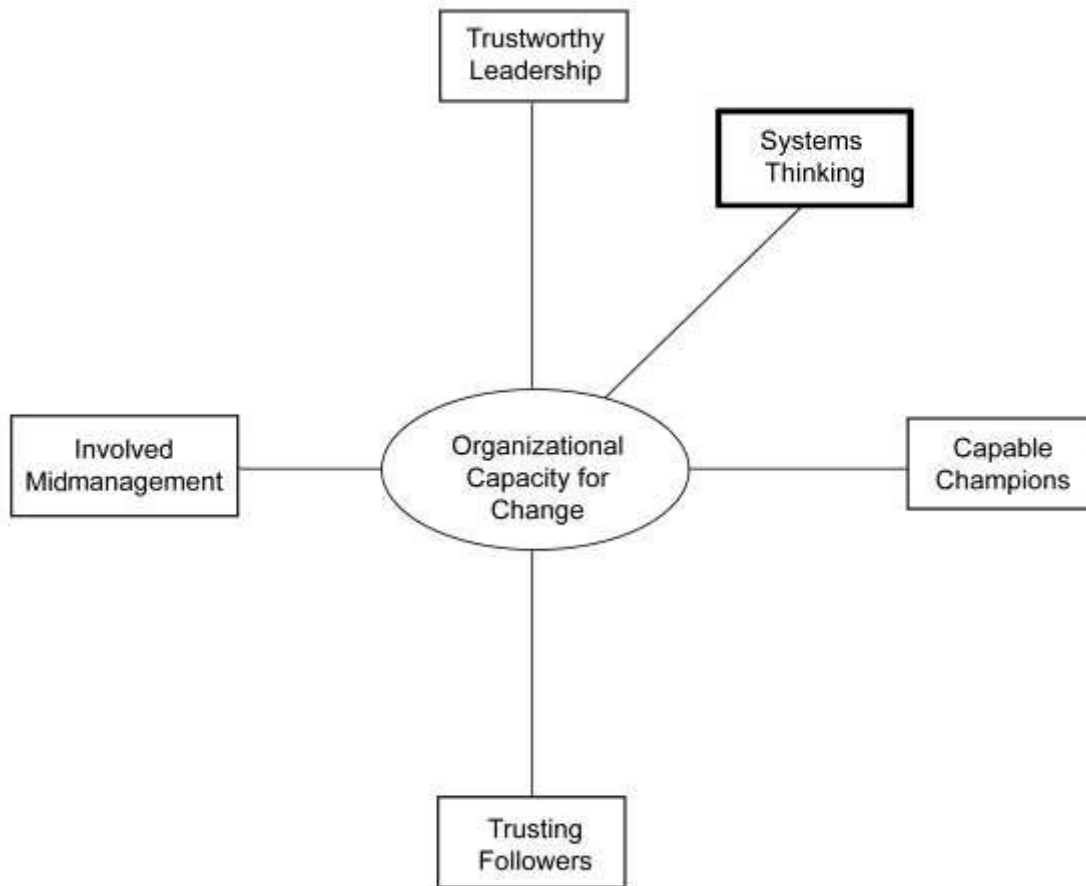 Trustworthy
Leadership
Systems
Thinking
Involved
Midmanagement
Organizational
Capacity for
Change
Capable
Champions
Trusting
Followers